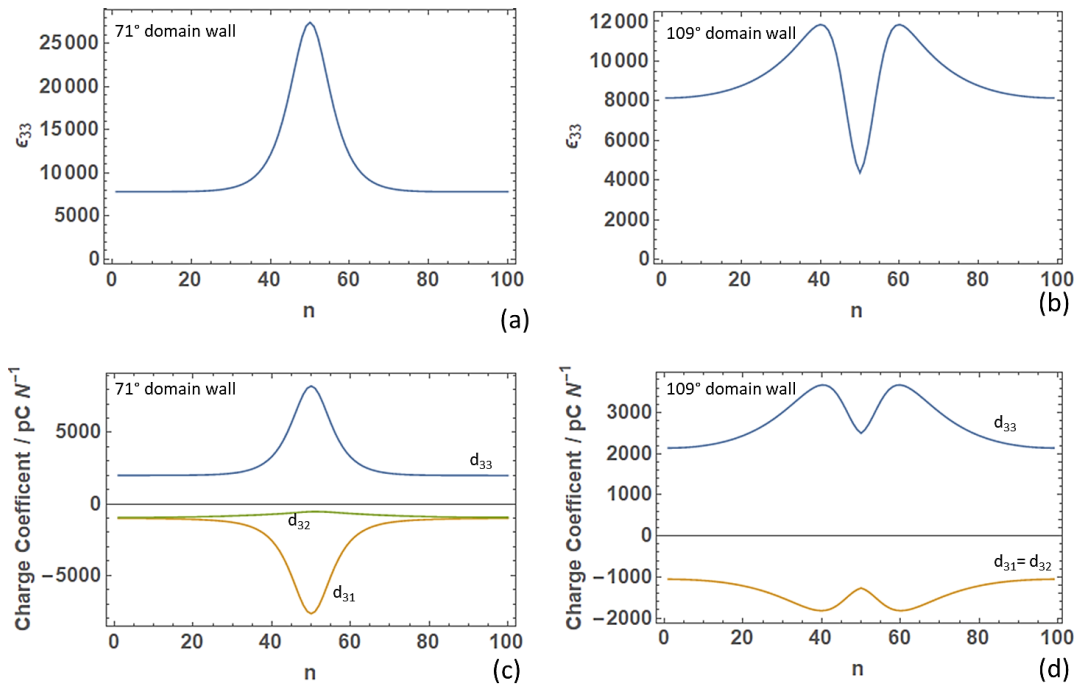 71° domain wall
25000
20000
15000
10000
5000
0
ϵ33
0 20 40 60 80 100
n
(a)
109° domain wall
12000
10000
8000
6000
4000
2000
0
ϵ33
0 20 40 60 80 100
n
(b)
71° domain wall
5000
0
−5000
Charge Coefficent / pC N−1
d33
d32
d31
0 20 40 60 80 100
n
(c)
109° domain wall
3000
2000
1000
0
−1000
−2000
Charge Coefficent / pC N−1
d33
d31= d32
0 20 40 60 80 100
n
(d)